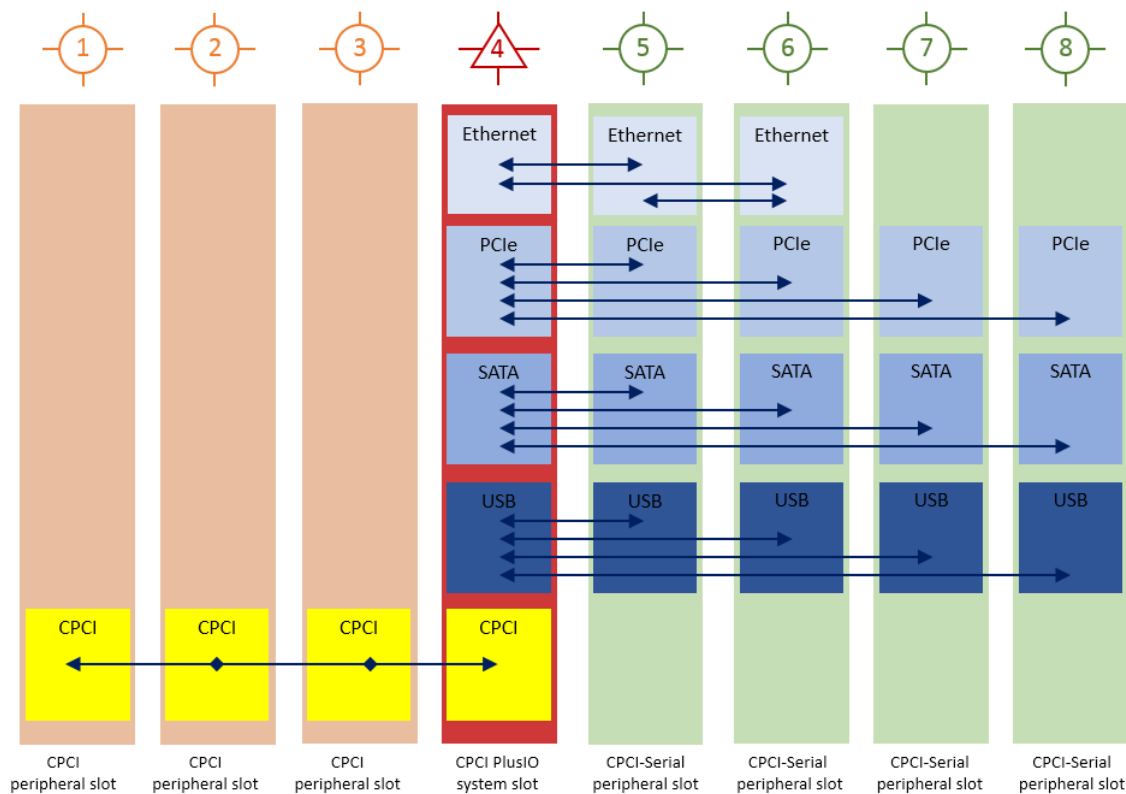 1 2 3 4 5 6 7 8
Ethernet Ethernet Ethernet
PCIe PCIe PCIe PCIe PCIe
SATA SATA SATA SATA SATA
USB USB USB USB USB
CPCI CPCI CPCI CPCI
CPCI CPCI CPCI CPCI PlusIO CPCI-Serial CPCI-Serial CPCI-Serial CPCI-Serial
peripheral slot peripheral slot peripheral slot system slot peripheral slot peripheral slot peripheral slot peripheral slot